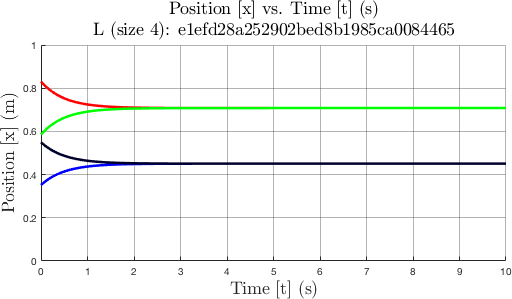 Position [x] vs. Time [t] (s)
L (size 4): e1efd28a252902bed8b1985ca0084465
Position [x] (m)
1
0.8
0.6
0.4
0.2
0
0 1 2 3 4 5 6 7 8 9 10
Time [t] (s)